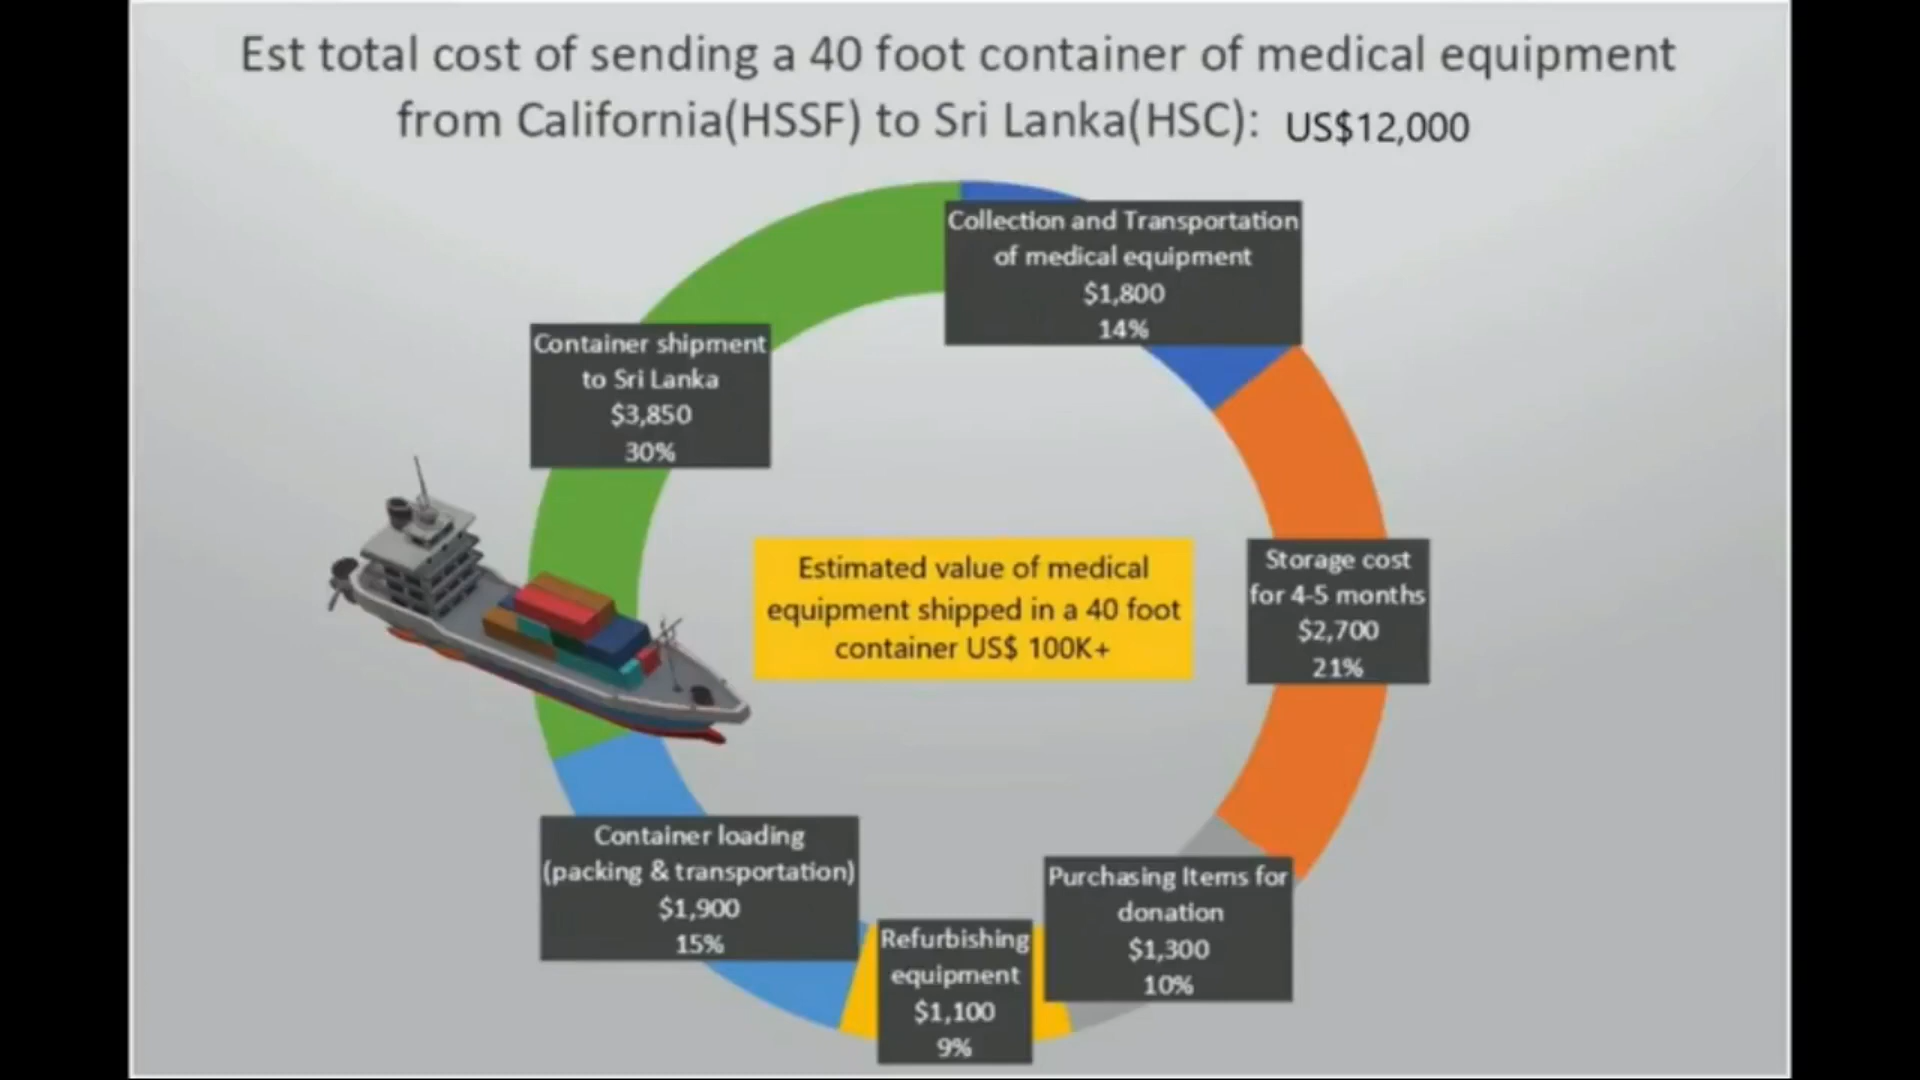 Est total cost of sending a 40 foot container of medical equipment
from California(HSSF) to Sri Lanka(HSC): US$12,000
Collection and Transportation
of medical equipment
$1,800
14%
Container shipment
to Sri Lanka
$3,850
30%
Estimated value of medical
equipment shipped in a 40 foot
container US$ 100K+
Storage cost
for 4-5 months
$2,700
21%
Container loading
(packing & transportation)
$1,900
15%
Purchasing Items for
donation
$1,300
10%
Refurbishing
equipment
$1,100
9%